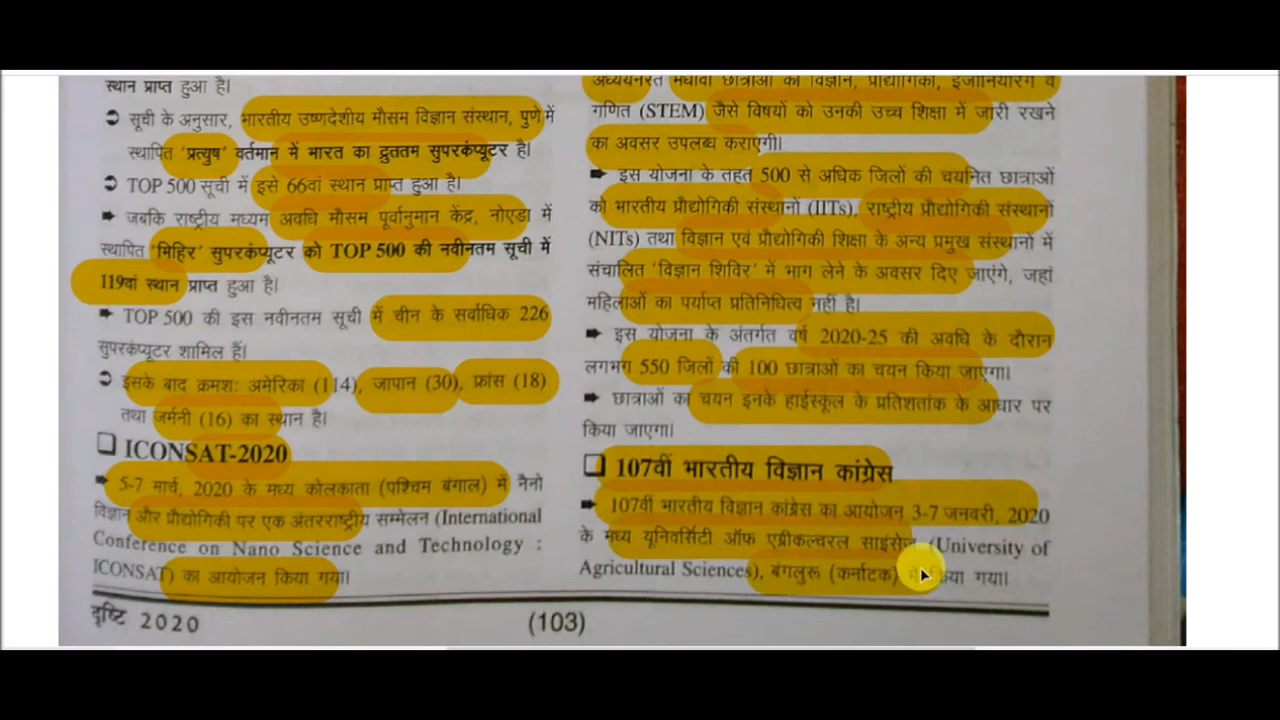 स्थान प्राप्त हुआ है।
➲ सूची के अनुसार, भारतीय उष्णदेशीय मौसम विज्ञान संस्थान, पुणे में
स्थापित 'प्रत्युष' वर्तमान में भारत का द्रुततम सुपरकंप्यूटर है।
➲ TOP 500 सूची में इसे 66वां स्थान प्राप्त हुआ है।
➨ जबकि राष्ट्रीय मध्यम अवधि मौसम पूर्वानुमान केंद्र, नोएडा में
स्थापित 'मिहिर' सुपरकंप्यूटर को TOP 500 की नवीनतम सूची में
119वां स्थान प्राप्त हुआ है।
➨ TOP 500 की इस नवीनतम सूची में चीन के सर्वाधिक 226
सुपरकंप्यूटर शामिल हैं।
➲ इसके बाद क्रमशः अमेरिका (114), जापान (30), फ्रांस (18)
तथा जर्मनी (16) का स्थान है।
❑ ICONSAT-2020
➨ 5-7 मार्च, 2020 के मध्य कोलकाता (पश्चिम बंगाल) में नैनो
विज्ञान और प्रौद्योगिकी पर एक अंतरराष्ट्रीय सम्मेलन (International
Conference on Nano Science and Technology :
ICONSAT) का आयोजन किया गया।
अध्ययनरत मेधावी छात्राओं को विज्ञान, प्रौद्योगिकी, इंजीनियरिंग व
गणित (STEM) जैसे विषयों को उनकी उच्च शिक्षा में जारी रखने
का अवसर उपलब्ध कराएगी।
➨ इस योजना के तहत 500 से अधिक जिलों की चयनित छात्राओं
को भारतीय प्रौद्योगिकी संस्थानों (IITs), राष्ट्रीय प्रौद्योगिकी संस्थानों
(NITs) तथा विज्ञान एवं प्रौद्योगिकी शिक्षा के अन्य प्रमुख संस्थानों में
संचालित 'विज्ञान शिविर' में भाग लेने के अवसर दिए जाएंगे, जहां
महिलाओं का पर्याप्त प्रतिनिधित्व नहीं है।
➨ इस योजना के अंतर्गत वर्ष 2020-25 की अवधि के दौरान
लगभग 550 जिलों की 100 छात्राओं का चयन किया जाएगा।
➨ छात्राओं का चयन इनके हाईस्कूल के प्रतिशतांक के आधार पर
किया जाएगा।
❑ 107वीं भारतीय विज्ञान कांग्रेस
➨ 107वीं भारतीय विज्ञान कांग्रेस का आयोजन 3-7 जनवरी, 2020
के मध्य यूनिवर्सिटी ऑफ एग्रीकल्चरल साइंसेज (University of
Agricultural Sciences), बंगलुरू (कर्नाटक) में किया गया।
दृष्टि 2020
(103)